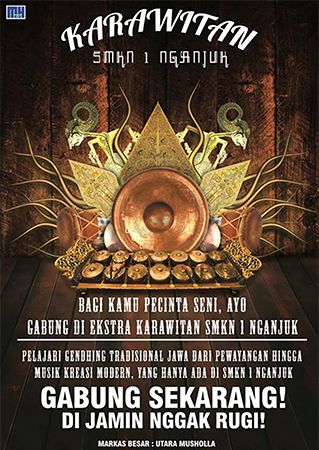 MH
KARAWITAN
SMKN 1 NGANJUK
BAGI KAMU PECINTA SENI, AYO
GABUNG DI EKSTRA KARAWITAN SMKN 1 NGANJUK
PELAJARI GENDHING TRADISIONAL JAWA DARI PEWAYANGAN HINGGA
MUSIK KREASI MODERN, YANG HANYA ADA DI SMKN 1 NGANJUK
GABUNG SEKARANG!
DI JAMIN NGGAK RUGI!
MARKAS BESAR : UTARA MUSHOLLA